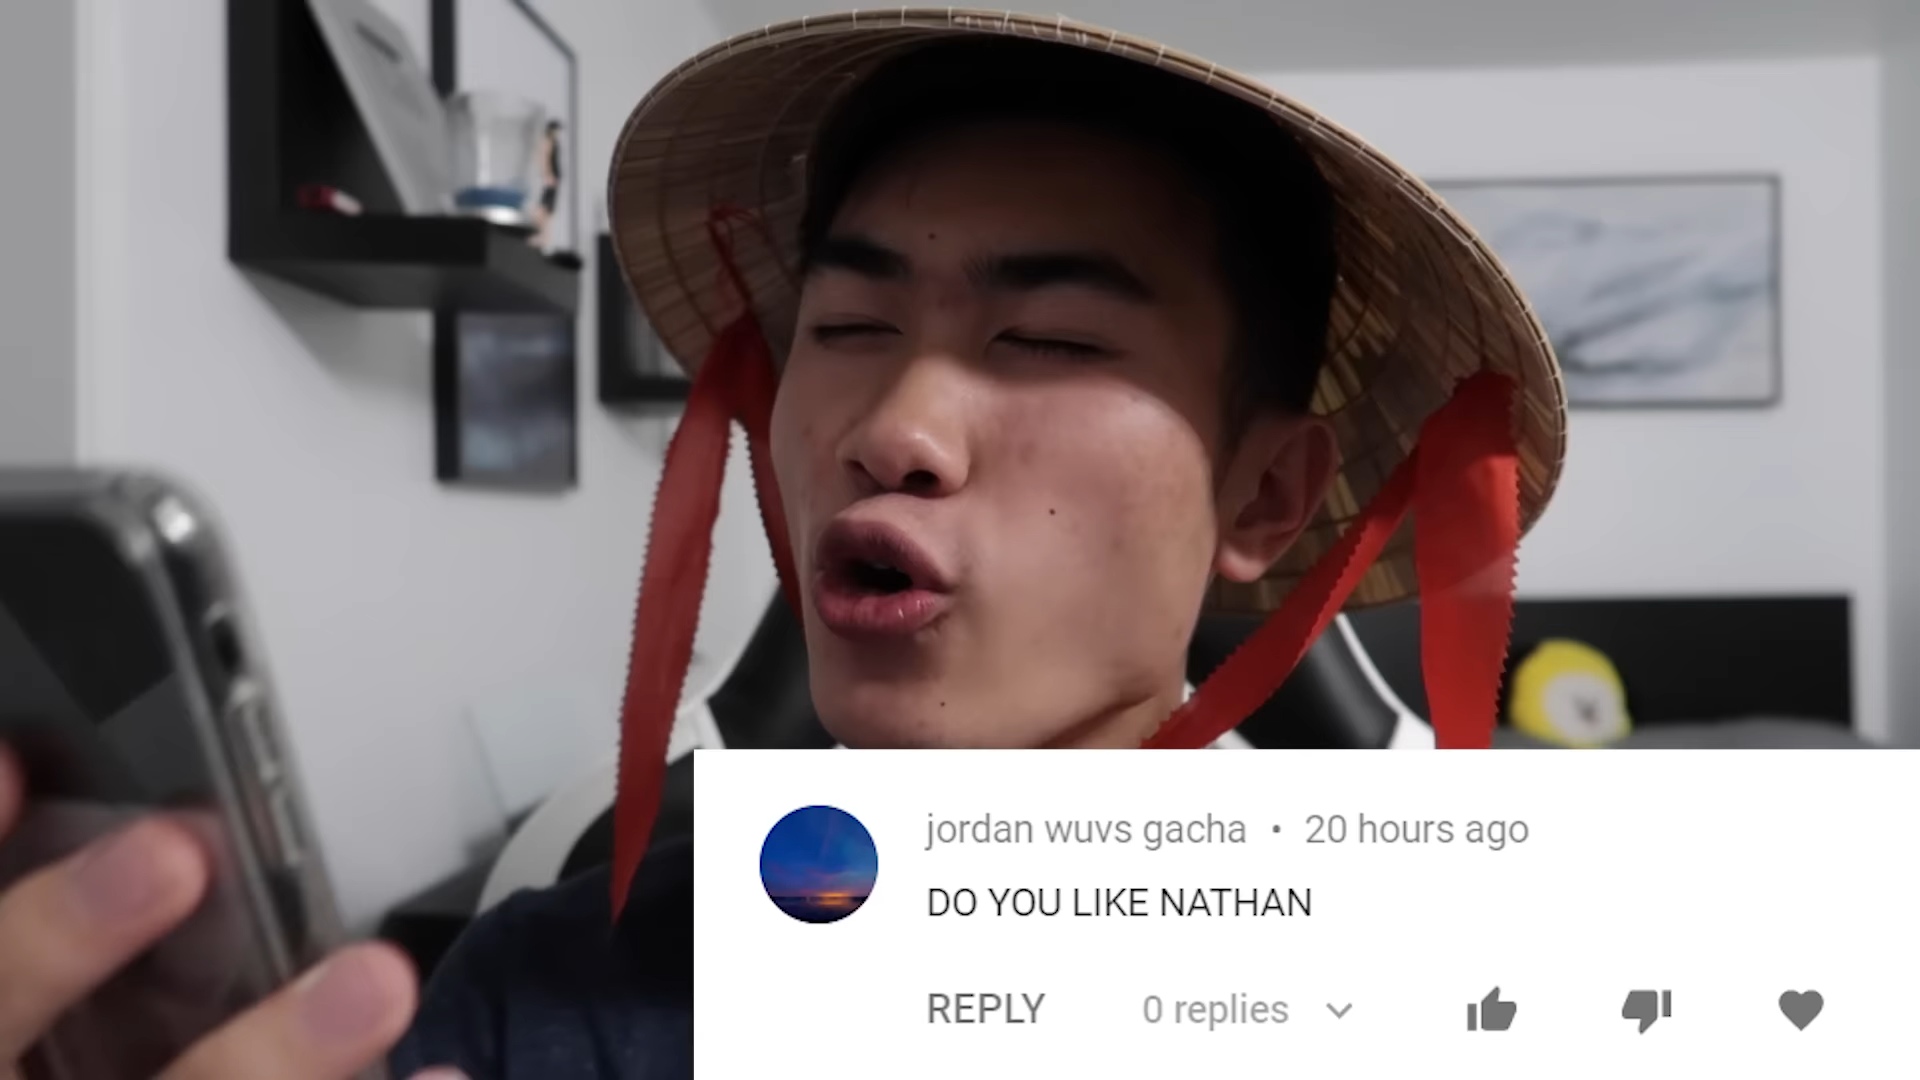 jordan wuvs gacha • 20 hours ago
DO YOU LIKE NATHAN
REPLY 0 replies